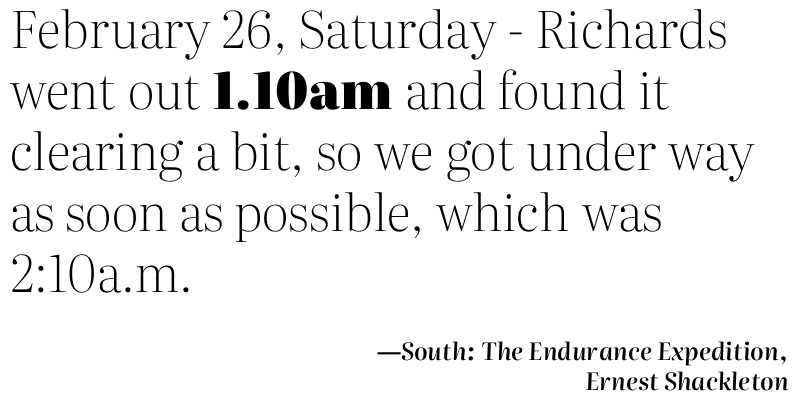 February 26, Saturday - Richards
went out 1.10am and found it
clearing a bit, so we got under way
as soon as possible, which was
2:10a.m.
—South: The Endurance Expedition,
Ernest Shackleton